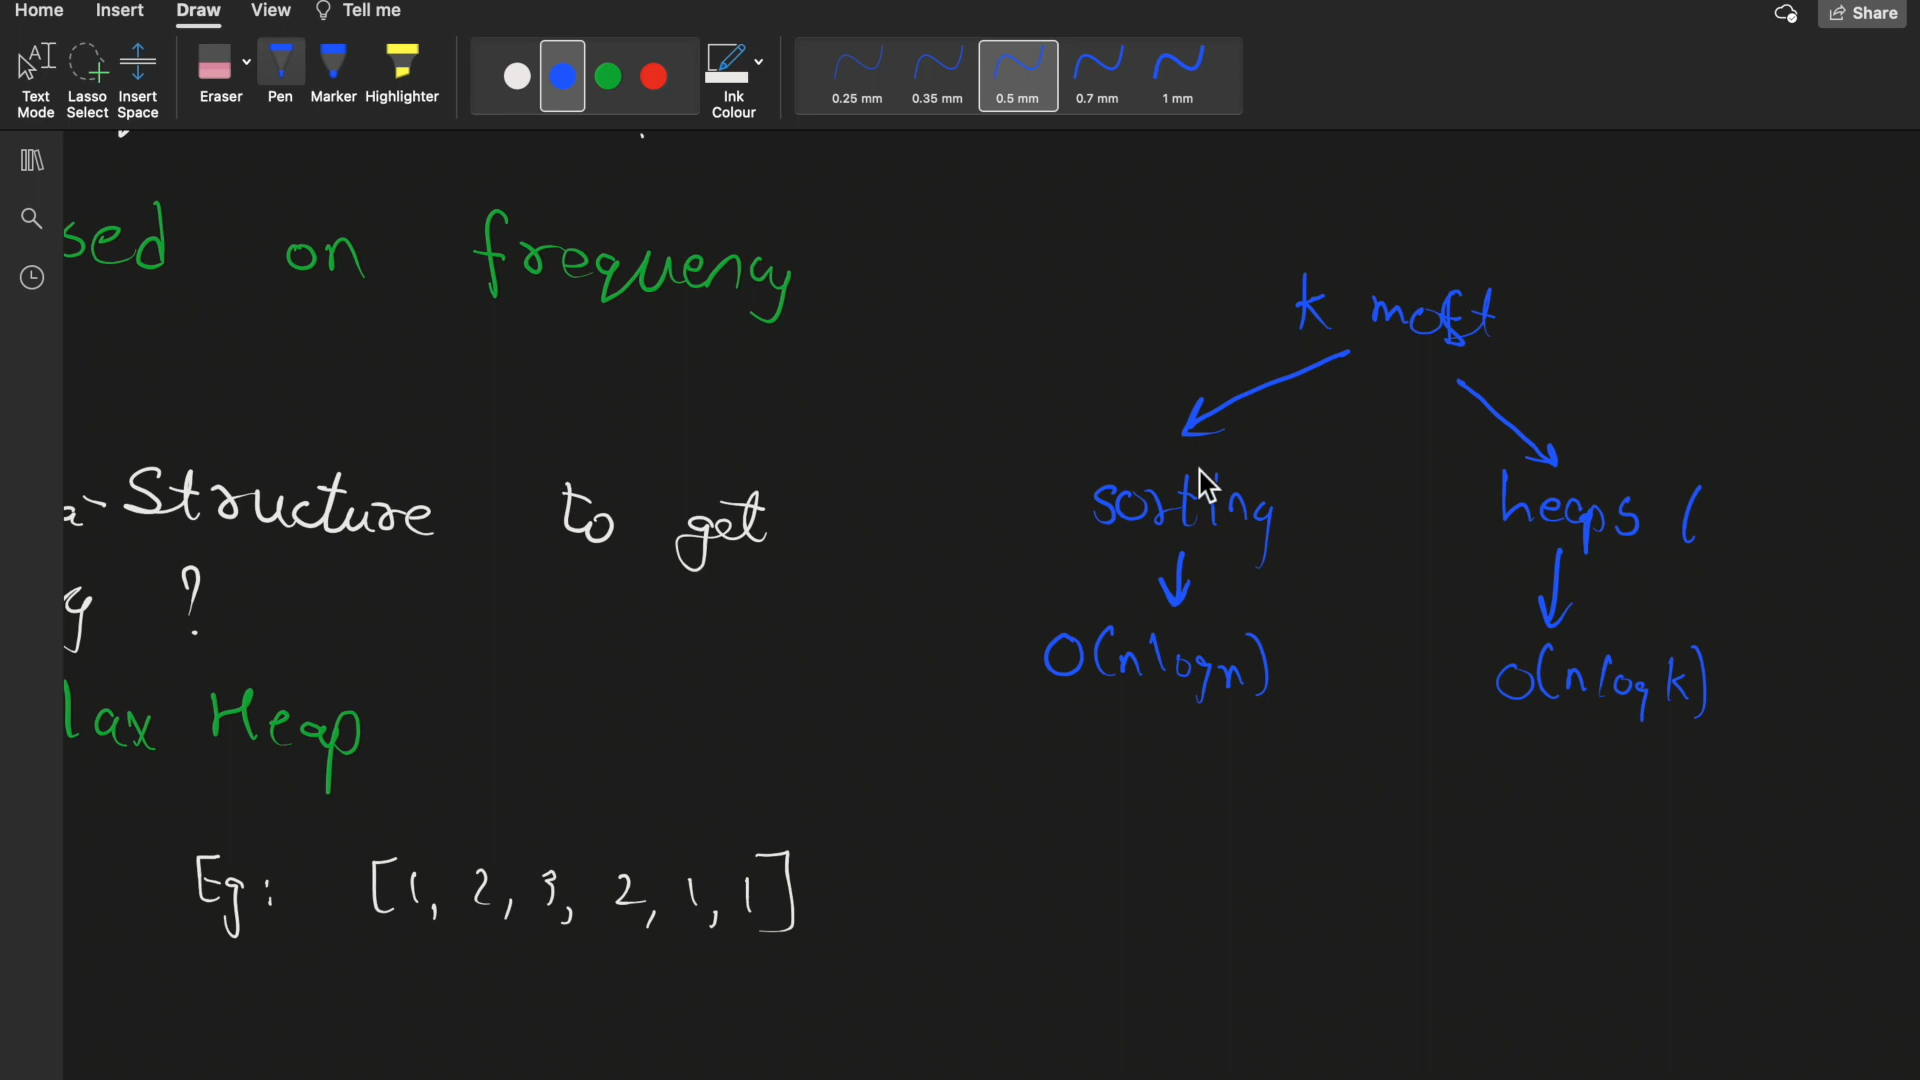 Home Insert Draw View Tell me Share
Text Mode
Lasso Select
Insert Space
Eraser
Pen
Marker
Highlighter
Ink Colour
0.25 mm
0.35 mm
0.5 mm
0.7 mm
1 mm
sed on frequency
a-Structure to get
y ?
ax Heap
Eg: [1, 2, 3, 2, 1, 1]
k most
sorting
heaps (
O(nlogn)
O(nlogk)